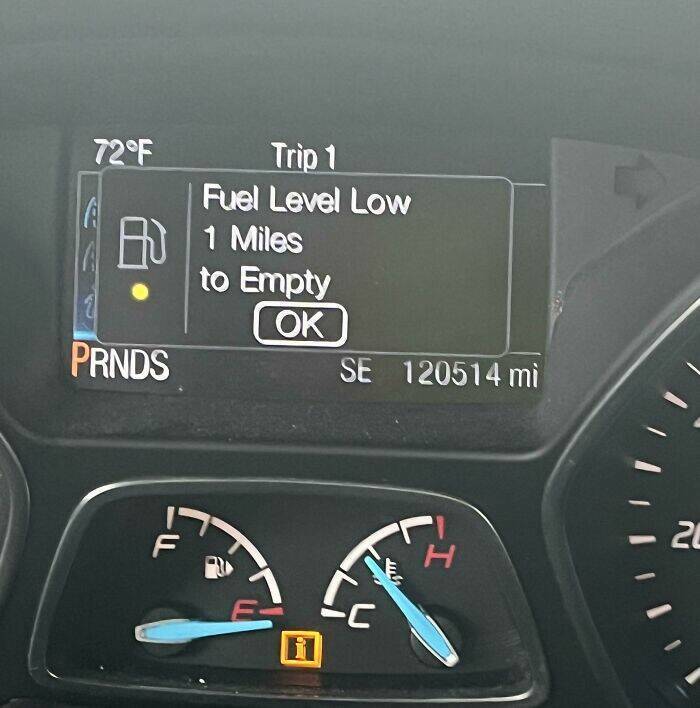 72°F Trip 1
Fuel Level Low
1 Miles
to Empty
OK
PRNDS SE 120514 mi
F
E
H
C
i